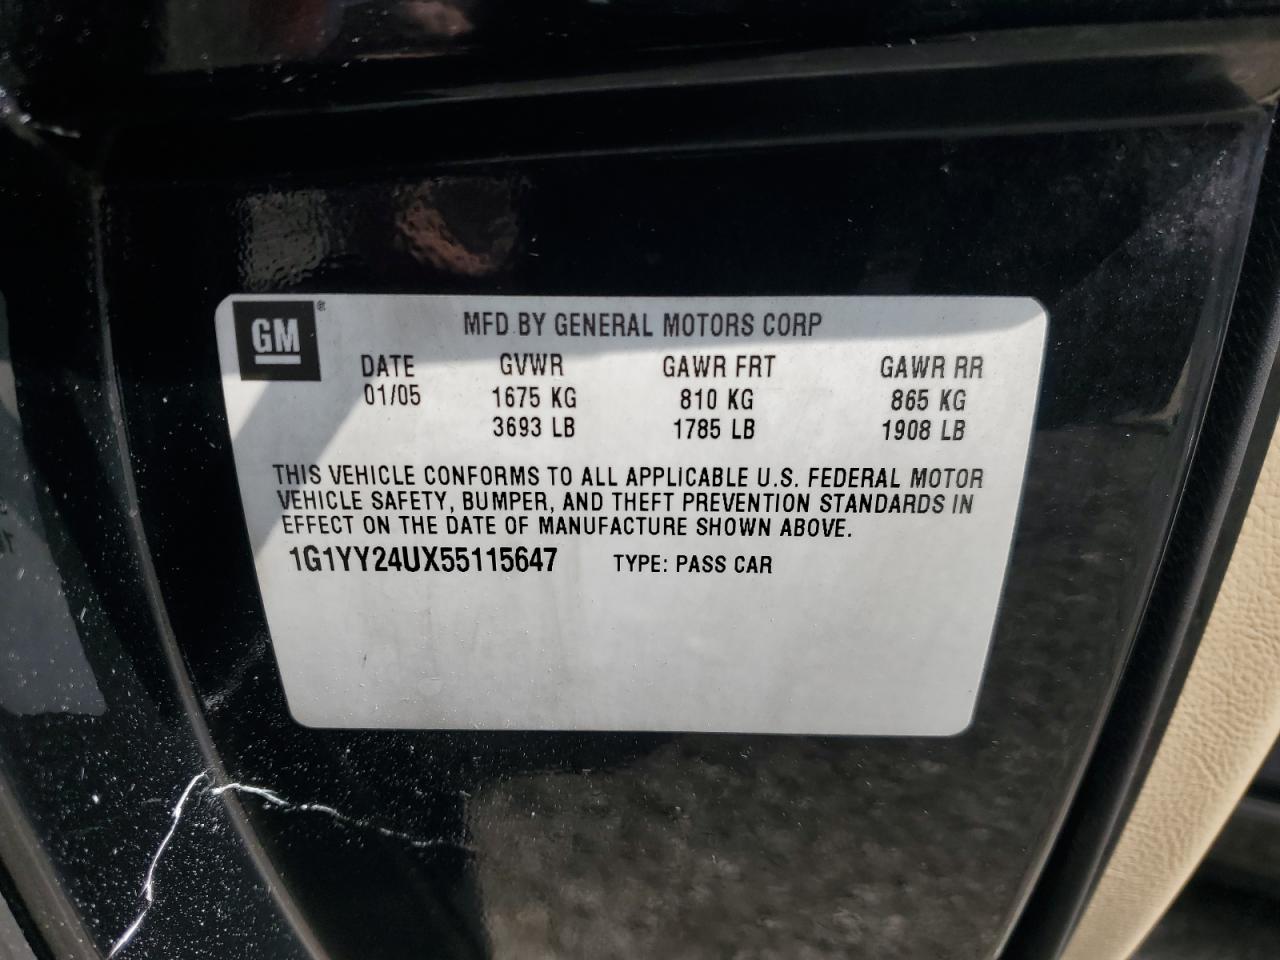 GM®
MFD BY GENERAL MOTORS CORP
DATE GVWR GAWR FRT GAWR RR
01/05 1675 KG 810 KG 865 KG
3693 LB 1785 LB 1908 LB
THIS VEHICLE CONFORMS TO ALL APPLICABLE U.S. FEDERAL MOTOR
VEHICLE SAFETY, BUMPER, AND THEFT PREVENTION STANDARDS IN
EFFECT ON THE DATE OF MANUFACTURE SHOWN ABOVE.
1G1YY24UX55115647 TYPE: PASS CAR